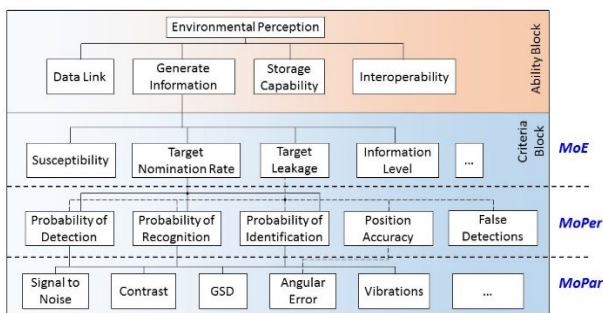 Environmental Perception
Data Link
Generate
Information
Storage
Capability
Interoperability
Ability Block
Susceptibility
Target
Nomination Rate
Target
Leakage
Information
Level
...
Criteria
Block
MoE
Probability of
Detection
Probability of
Recognition
Probability of
Identification
Position
Accuracy
False
Detections
MoPer
Signal to
Noise
Contrast
GSD
Angular
Error
Vibrations
...
MoPar